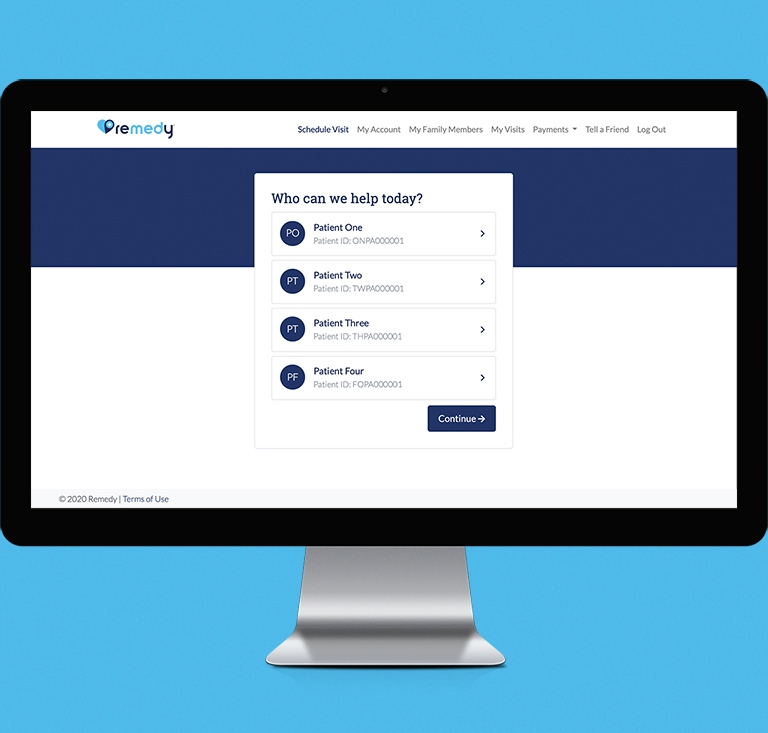 remedy
Schedule Visit My Account My Family Members My Visits Payments Tell a Friend Log Out
Who can we help today?
PO
Patient One
Patient ID: ONPA000001
PT
Patient Two
Patient ID: TWPA000001
PT
Patient Three
Patient ID: THPA000001
PF
Patient Four
Patient ID: FOPA000001
Continue
© 2020 Remedy | Terms of Use